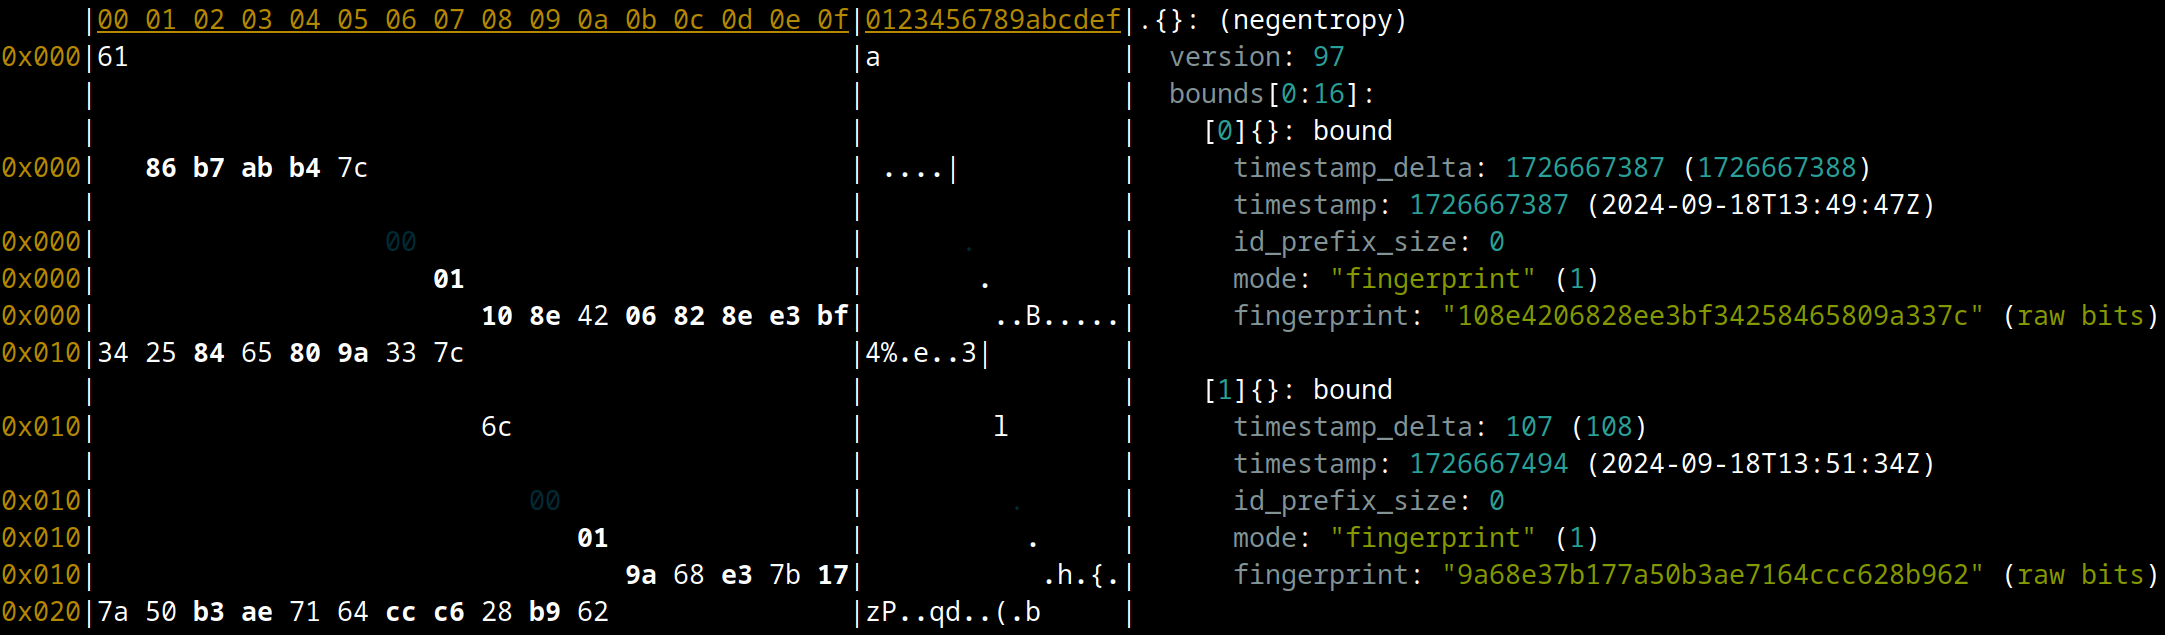 |00 01 02 03 04 05 06 07 08 09 0a 0b 0c 0d 0e 0f|0123456789abcdef|.{}: (negentropy)
0x000|61 |a | version: 97
| | | bounds[0:16]:
| | | [0]{}: bound
0x000| 86 b7 ab b4 7c | ....| | timestamp_delta: 1726667387 (1726667388)
| | | timestamp: 1726667387 (2024-09-18T13:49:47Z)
0x000| 00 | . | id_prefix_size: 0
0x000| 01 | . | mode: "fingerprint" (1)
0x000| 10 8e 42 06 82 8e e3 bf| ..B.....| fingerprint: "108e4206828ee3bf34258465809a337c" (raw bits)
0x010|34 25 84 65 80 9a 33 7c |4%.e..3| |
| | | [1]{}: bound
0x010| 6c | l | timestamp_delta: 107 (108)
| | | timestamp: 1726667494 (2024-09-18T13:51:34Z)
0x010| 00 | . | id_prefix_size: 0
0x010| 01 | . | mode: "fingerprint" (1)
0x010| 9a 68 e3 7b 17| .h.{.| fingerprint: "9a68e37b177a50b3ae7164ccc628b962" (raw bits)
0x020|7a 50 b3 ae 71 64 cc c6 28 b9 62 |zP..qd..(.b |